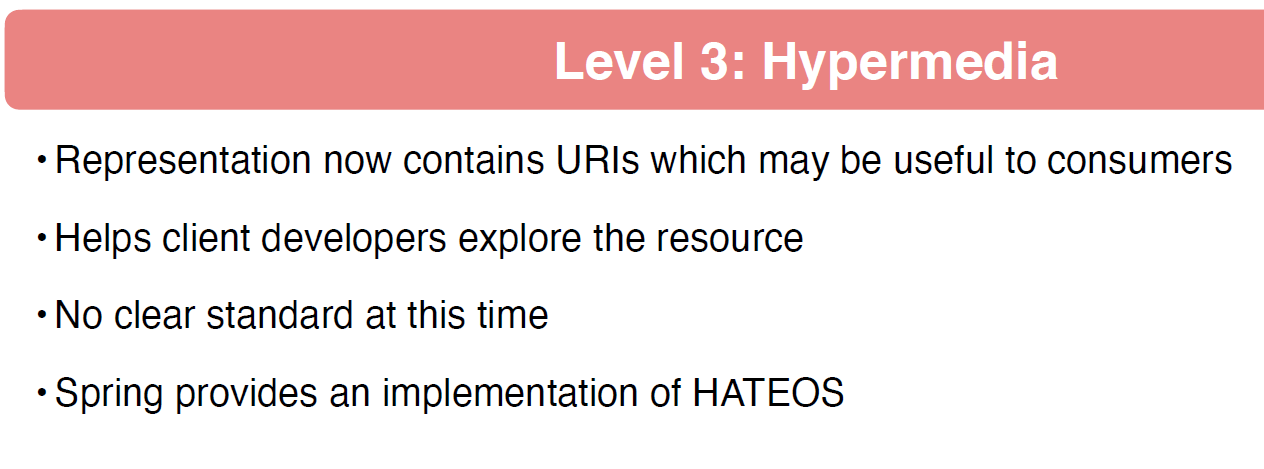 Level 3: Hypermedia
• Representation now contains URIs which may be useful to consumers
• Helps client developers explore the resource
• No clear standard at this time
• Spring provides an implementation of HATEOS